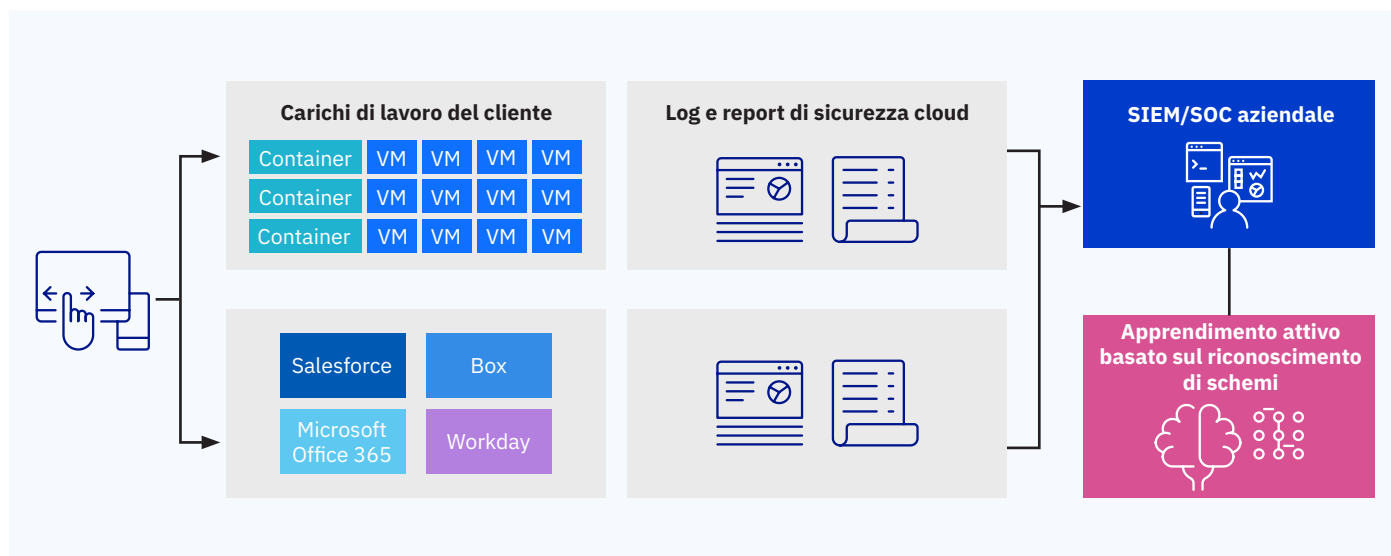 Carichi di lavoro del cliente
Container VM VM VM VM
Container VM VM VM VM
Container VM VM VM VM
Salesforce
Box
Microsoft
Office 365
Workday
Log e report di sicurezza cloud
SIEM/SOC aziendale
Apprendimento attivo
basato sul riconoscimento
di schemi